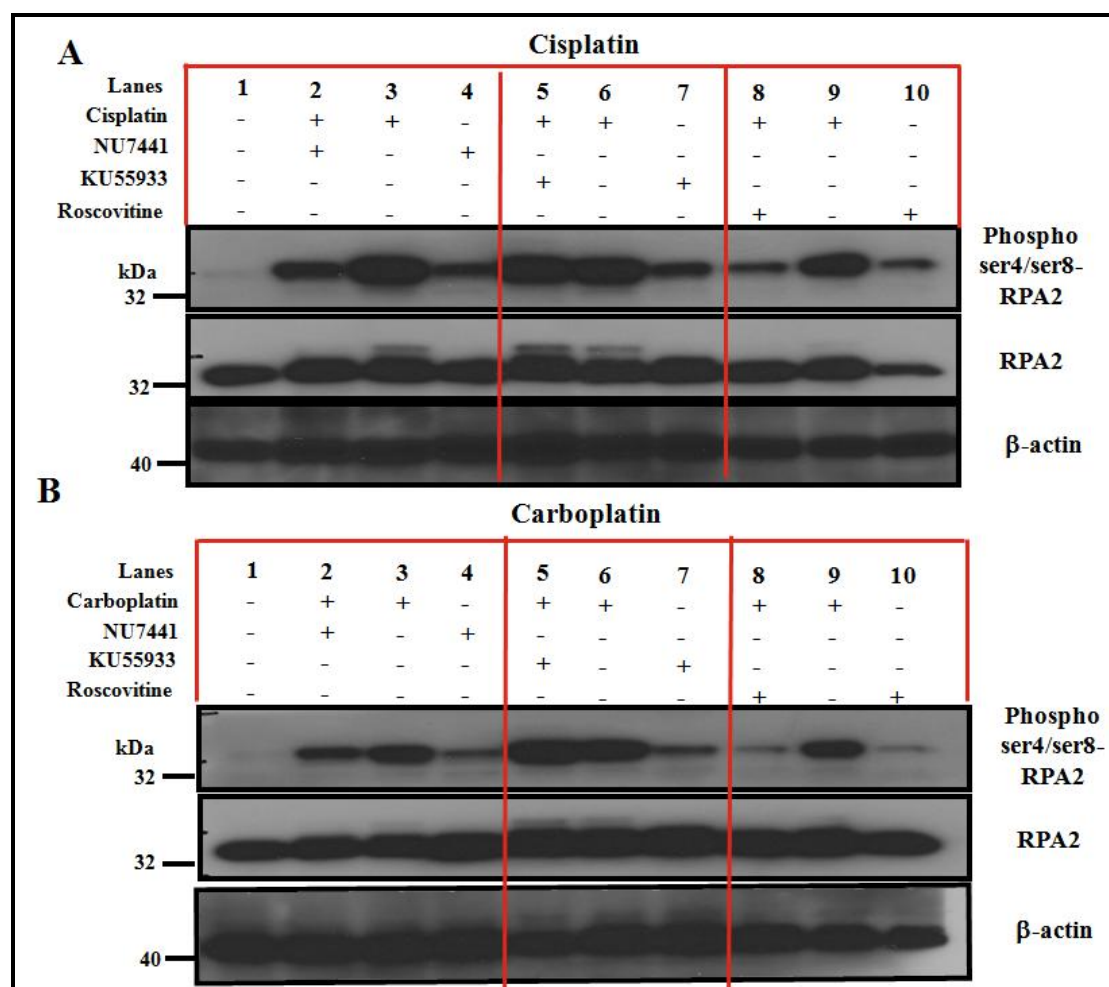 A
Cisplatin
Lanes 1 2 3 4 5 6 7 8 9 10
Cisplatin - + + - + + - + + -
NU7441 - + - + - - - - - -
KU55933 - - - - + - + - - -
Roscovitine - - - - - - - + - +
Phospho
ser4/ser8-
RPA2
kDa
32
RPA2
32
β-actin
40
B
Carboplatin
Lanes 1 2 3 4 5 6 7 8 9 10
Carboplatin - + + - + + - + + -
NU7441 - + - + - - - - - -
KU55933 - - - - + - + - - -
Roscovitine - - - - - - - + - +
Phospho
ser4/ser8-
RPA2
kDa
32
RPA2
32
β-actin
40